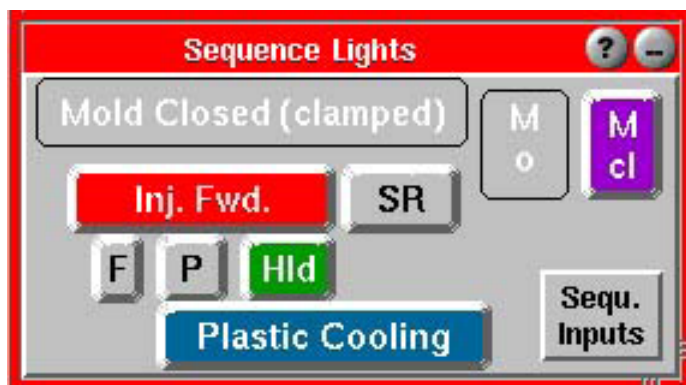 Sequence Lights ? –
Mold Closed (clamped)
M
o
M
cl
Inj. Fwd. SR
F P Hld
Plastic Cooling
Sequ.
Inputs